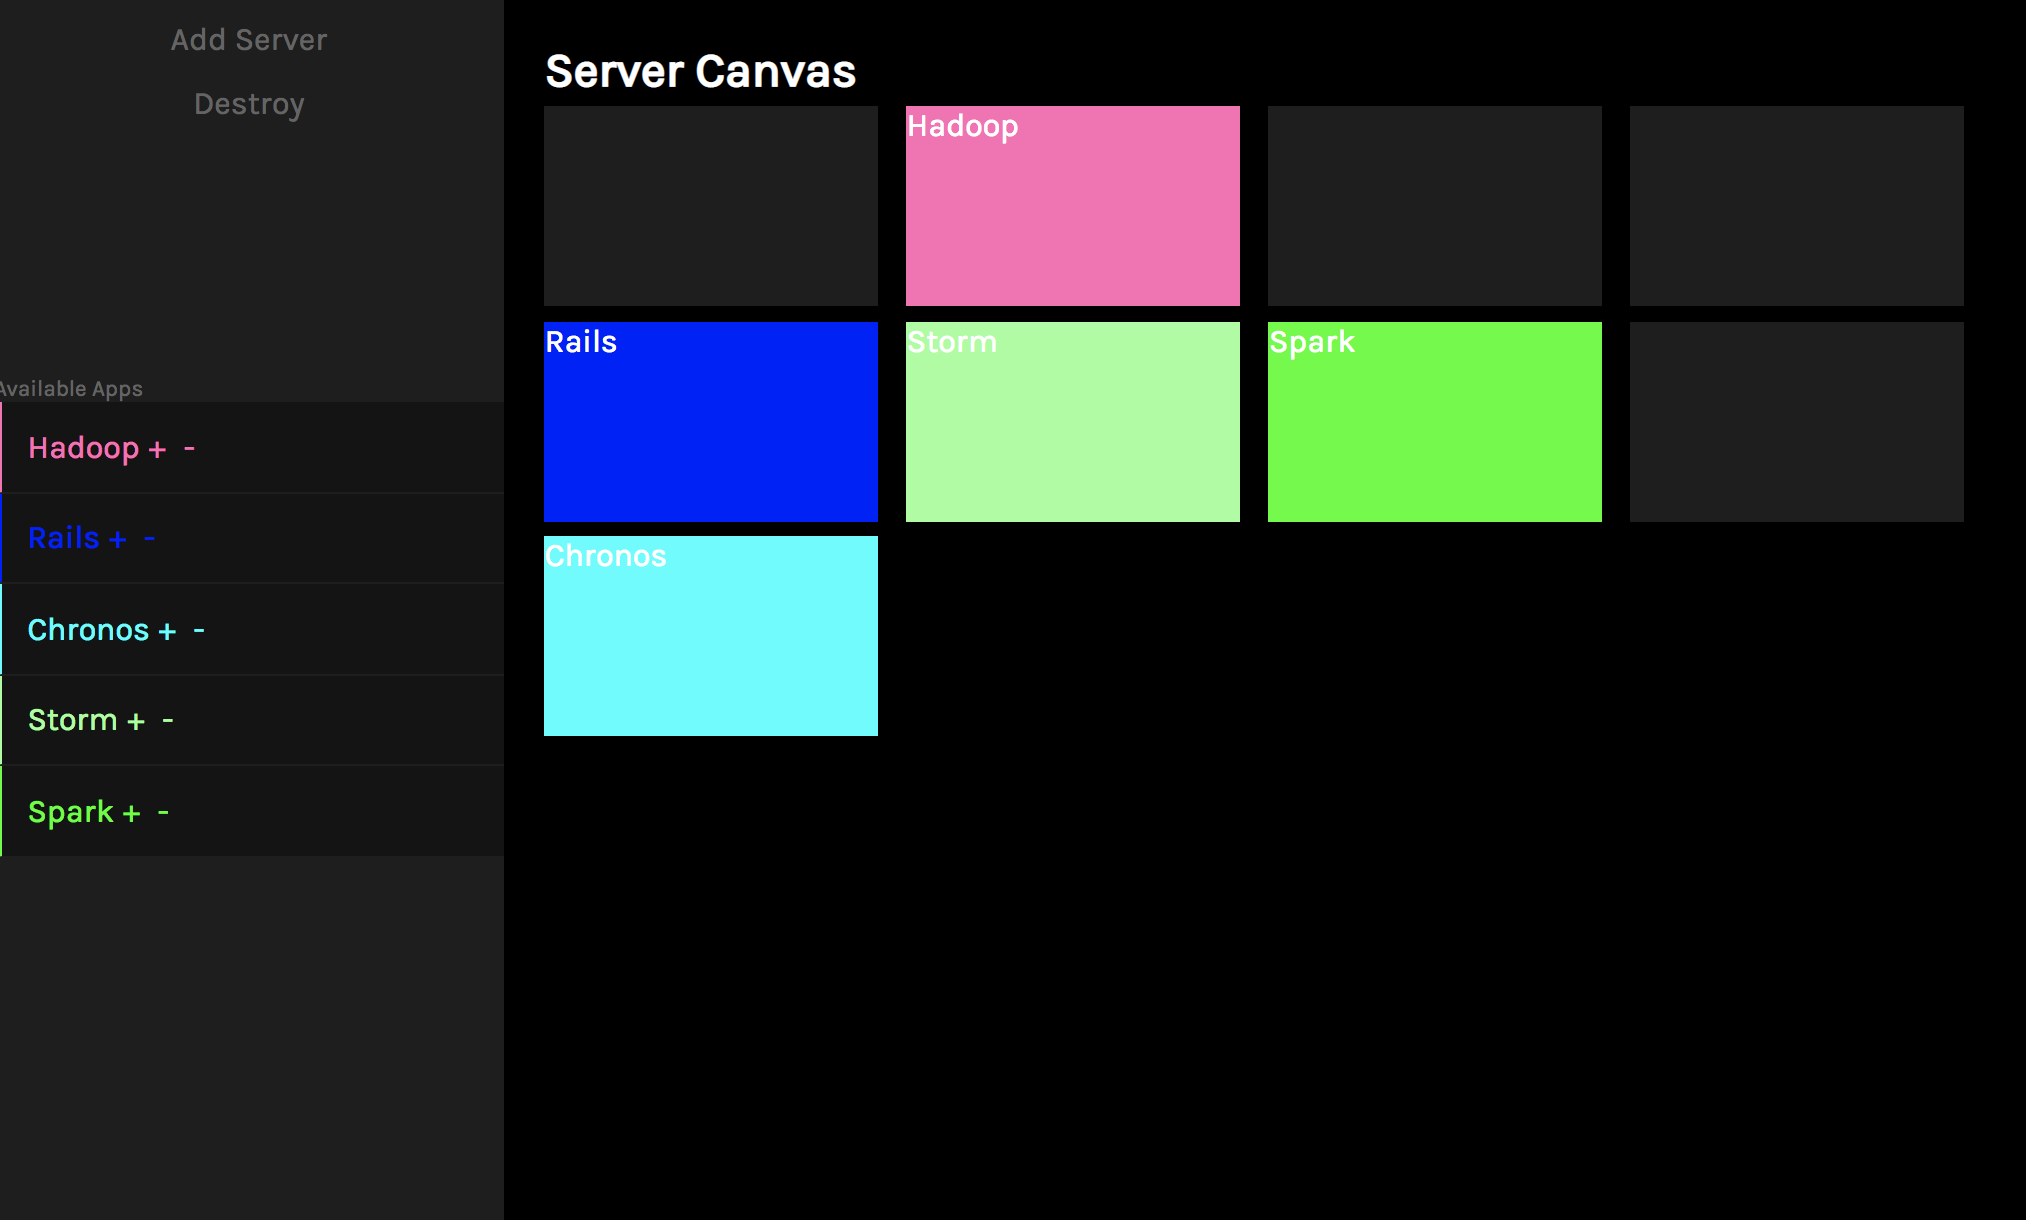 Add Server
Destroy
Available Apps
Hadoop + -
Rails + -
Chronos + -
Storm + -
Spark + -
Server Canvas
Hadoop
Rails
Storm
Spark
Chronos